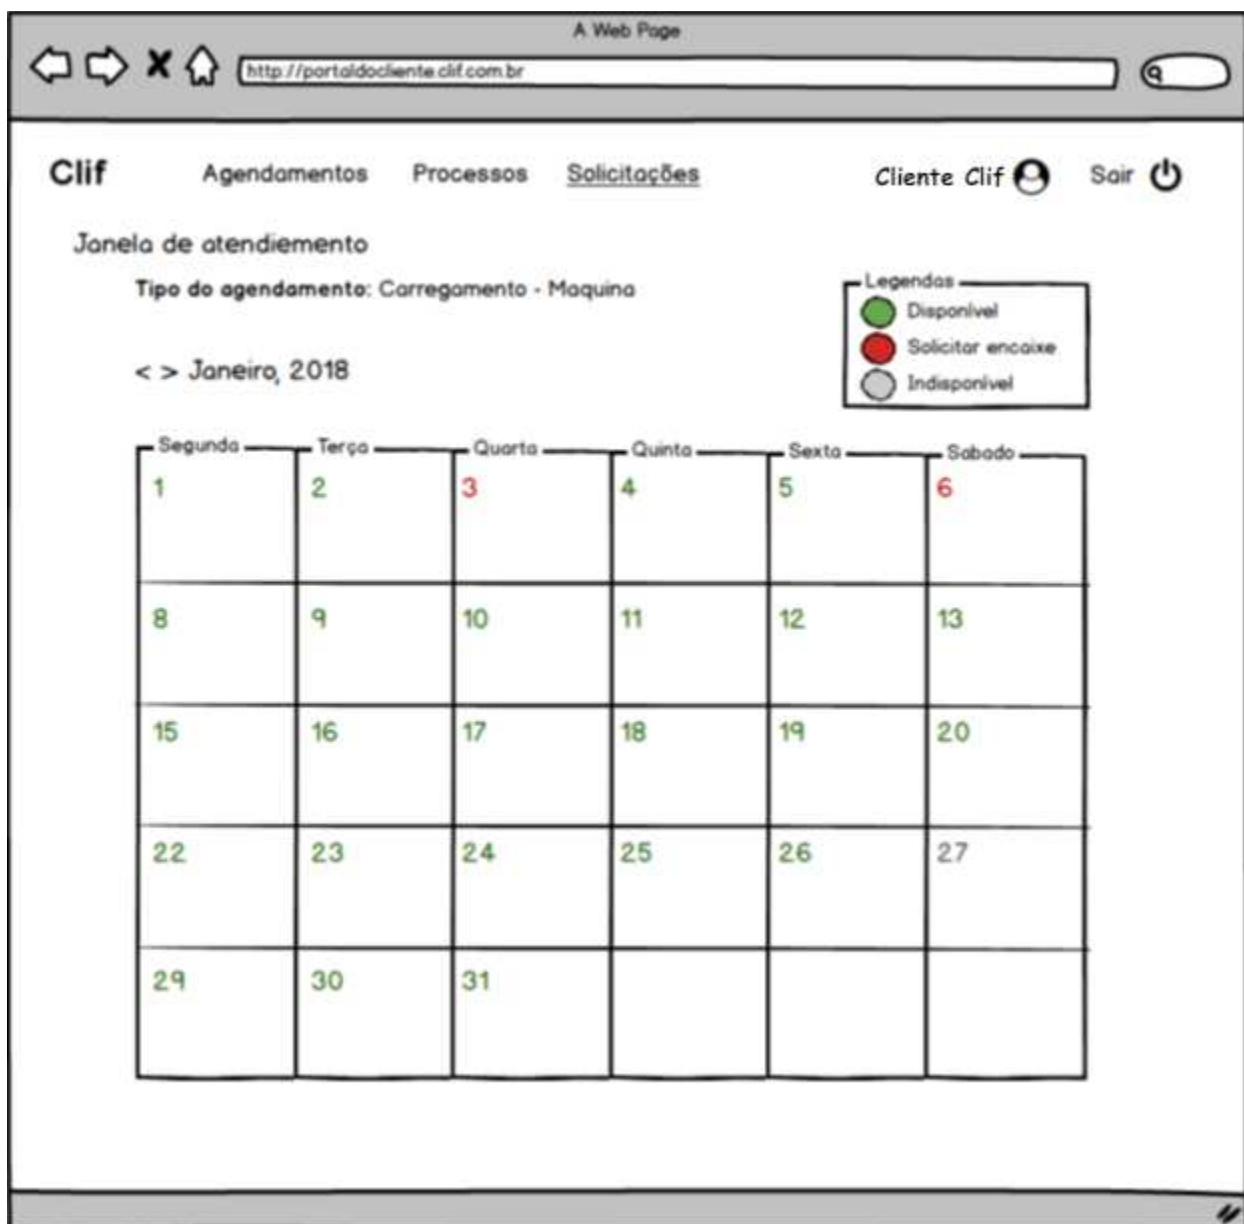 A Web Page
http://portaldocliente.clif.com.br
Clif Agendamentos Processos Solicitações Cliente Clif Sair
Janela de atendiemento
Tipo do agendamento: Carregamento - Maquina
Legendas
Disponível
Solicitar encaixe
Indisponível
< > Janeiro, 2018
Segunda Terça Quarta Quinta Sexta Sabado
1 2 3 4 5 6
8 9 10 11 12 13
15 16 17 18 19 20
22 23 24 25 26 27
29 30 31